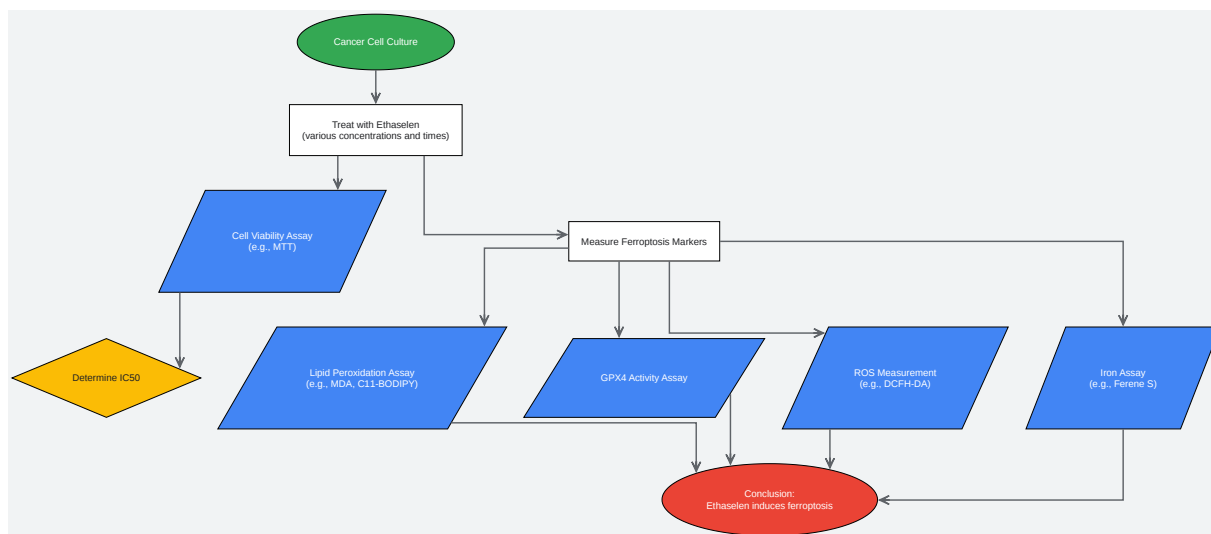 Cancer Cell Culture
Treat with Ethaselen
(various concentrations and times)
Cell Viability Assay
(e.g., MTT)
Measure Ferroptosis Markers
Determine IC50
Lipid Peroxidation Assay
(e.g., MDA, C11-BODIPY)
GPX4 Activity Assay
ROS Measurement
(e.g., DCFH-DA)
Iron Assay
(e.g., Ferene S)
Conclusion:
Ethaselen induces ferroptosis